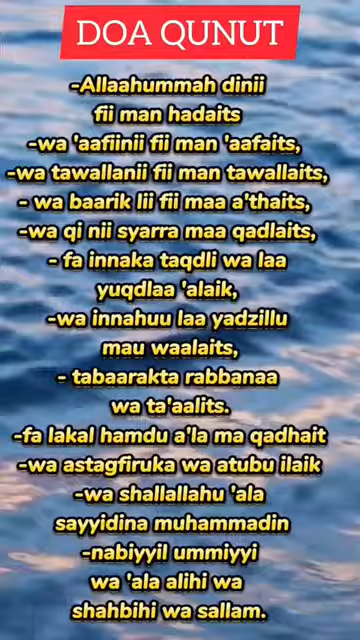 DOA QUNUT
-Allaahummah dinii
fii man hadaits
-wa 'aafiinii fii man 'aafaits,
-wa tawallanii fii man tawallaits,
- wa baarik lii fii maa a'thaits,
-wa qi nii syarra maa qadlaits,
- fa innaka taqdli wa laa
yuqdlaa 'alaik,
-wa innahuu laa yadzillu
mau waalaits,
- tabaarakta rabbanaa
wa ta'aalits.
-fa lakal hamdu a'la ma qadhait
-wa astagfiruka wa atubu ilaik
-wa shallallahu 'ala
sayyidina muhammadin
-nabiyyil ummiyyi
wa 'ala alihi wa
shahbihi wa sallam.